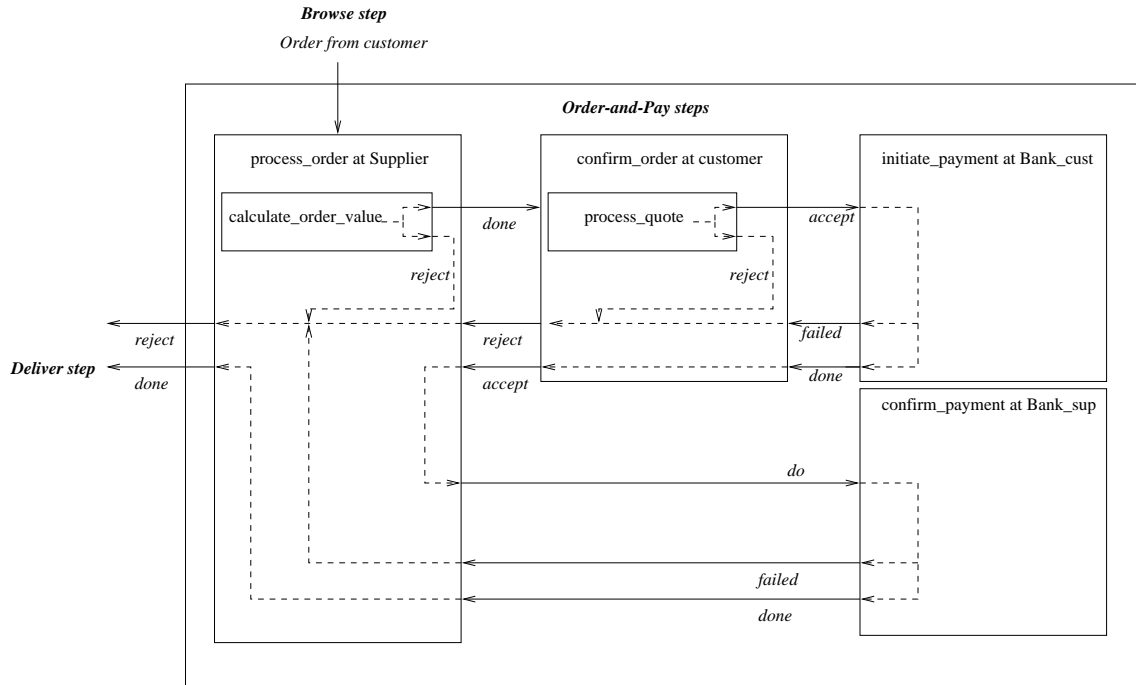 Browse step
Order from customer
Order-and-Pay steps
process_order at Supplier
confirm_order at customer
initiate_payment at Bank_cust
calculate_order_value
done
process_quote
accept
reject
reject
reject
reject
failed
Deliver step
done
accept
done
confirm_payment at Bank_sup
do
failed
done